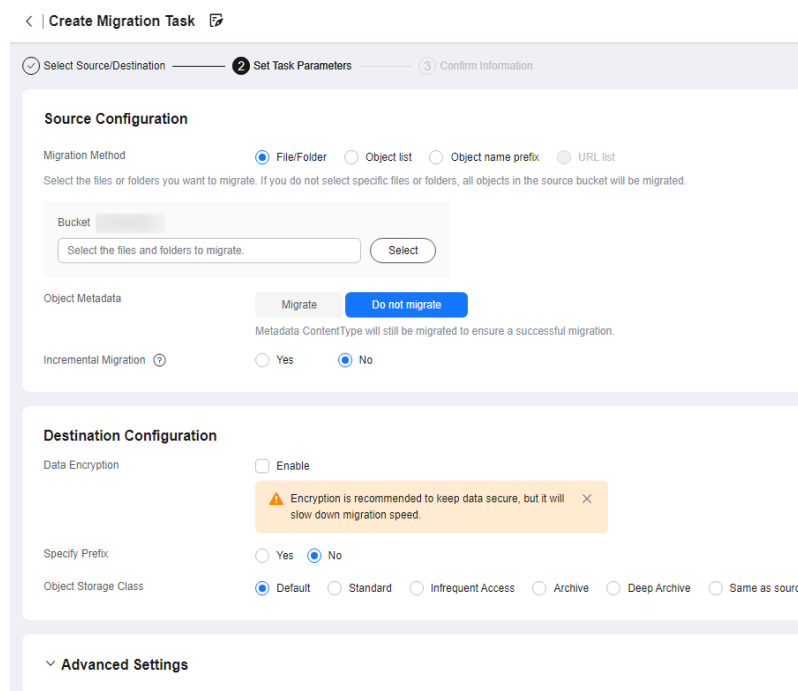 Create Migration Task
Select Source/Destination
2 Set Task Parameters
3 Confirm Information
Source Configuration
Migration Method
File/Folder
Object list
Object name prefix
URL list
Select the files or folders you want to migrate. If you do not select specific files or folders, all objects in the source bucket will be migrated.
Bucket
Select the files and folders to migrate.
Select
Object Metadata
Migrate
Do not migrate
Metadata ContentType will still be migrated to ensure a successful migration.
Incremental Migration ?
Yes
No
Destination Configuration
Data Encryption
Enable
Encryption is recommended to keep data secure, but it will
slow down migration speed.
Specify Prefix
Yes
No
Object Storage Class
Default
Standard
Infrequent Access
Archive
Deep Archive
Same as sourc
Advanced Settings